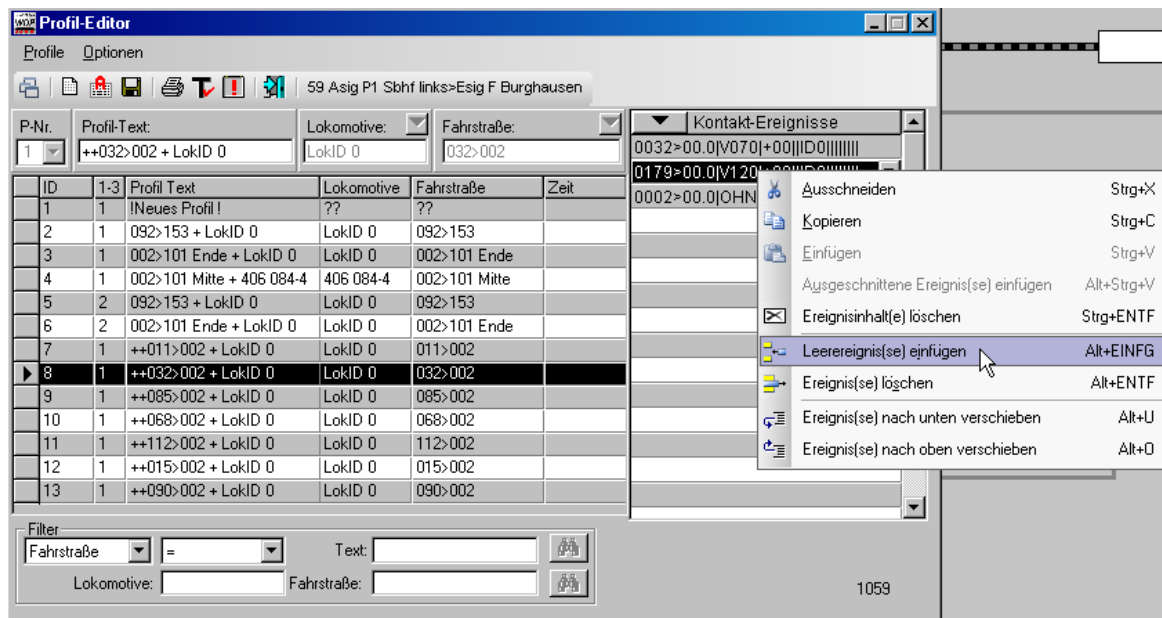 Profil-Editor
Profile Optionen
59 Asig P1 Sbhf links>Esig F Burghausen
P-Nr. Profil-Text: Lokomotive: Fahrstraße: Kontakt-Ereignisse
1 ++032>002 + LokID 0 LokID 0 032>002 0032>00.0|V070|+00||ID0||||||||
0179>00.0|V120|+00||ID0||||||||
0002>00.0|OHN
ID 1-3 Profil Text Lokomotive Fahrstraße Zeit
1 1 !Neues Profil ! ?? ??
2 1 092>153 + LokID 0 LokID 0 092>153
3 1 002>101 Ende + LokID 0 LokID 0 002>101 Ende
4 1 002>101 Mitte + 406 084-4 406 084-4 002>101 Mitte
5 2 092>153 + LokID 0 LokID 0 092>153
6 2 002>101 Ende + LokID 0 LokID 0 002>101 Ende
7 1 ++011>002 + LokID 0 LokID 0 011>002
8 1 ++032>002 + LokID 0 LokID 0 032>002
9 1 ++085>002 + LokID 0 LokID 0 085>002
10 1 ++068>002 + LokID 0 LokID 0 068>002
11 1 ++112>002 + LokID 0 LokID 0 112>002
12 1 ++015>002 + LokID 0 LokID 0 015>002
13 1 ++090>002 + LokID 0 LokID 0 090>002
Ausschneiden Strg+X
Kopieren Strg+C
Einfügen Strg+V
Ausgeschnittene Ereignis(se) einfügen Alt+Strg+V
Ereignisinhalt(e) löschen Strg+ENTF
Leerereignis(se) einfügen Alt+EINFG
Ereignis(se) löschen Alt+ENTF
Ereignis(se) nach unten verschieben Alt+U
Ereignis(se) nach oben verschieben Alt+O
Filter
Fahrstraße = Text:
Lokomotive: Fahrstraße:
1059